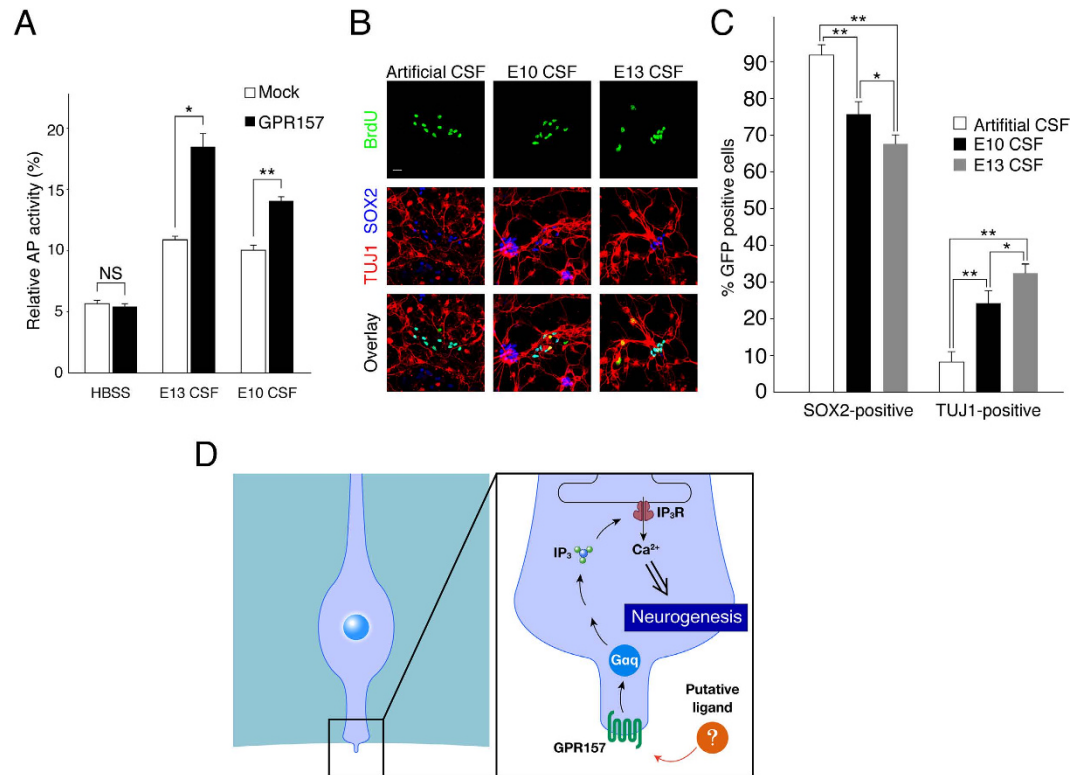 A
Relative AP activity (%)
20
15
10
5
0
Mock
GPR157
NS
*
**
HBSS
E13 CSF
E10 CSF
B
Artificial CSF
E10 CSF
E13 CSF
BrdU
TUJ1 SOX2
Overlay
C
% GFP positive cells
90
80
70
60
50
40
30
20
10
0
**
**
*
Artifitial CSF
E10 CSF
E13 CSF
**
**
*
SOX2-positive
TUJ1-positive
D
IP₃R
IP₃
Ca²⁺
Neurogenesis
Gαq
Putative
ligand
?
GPR157